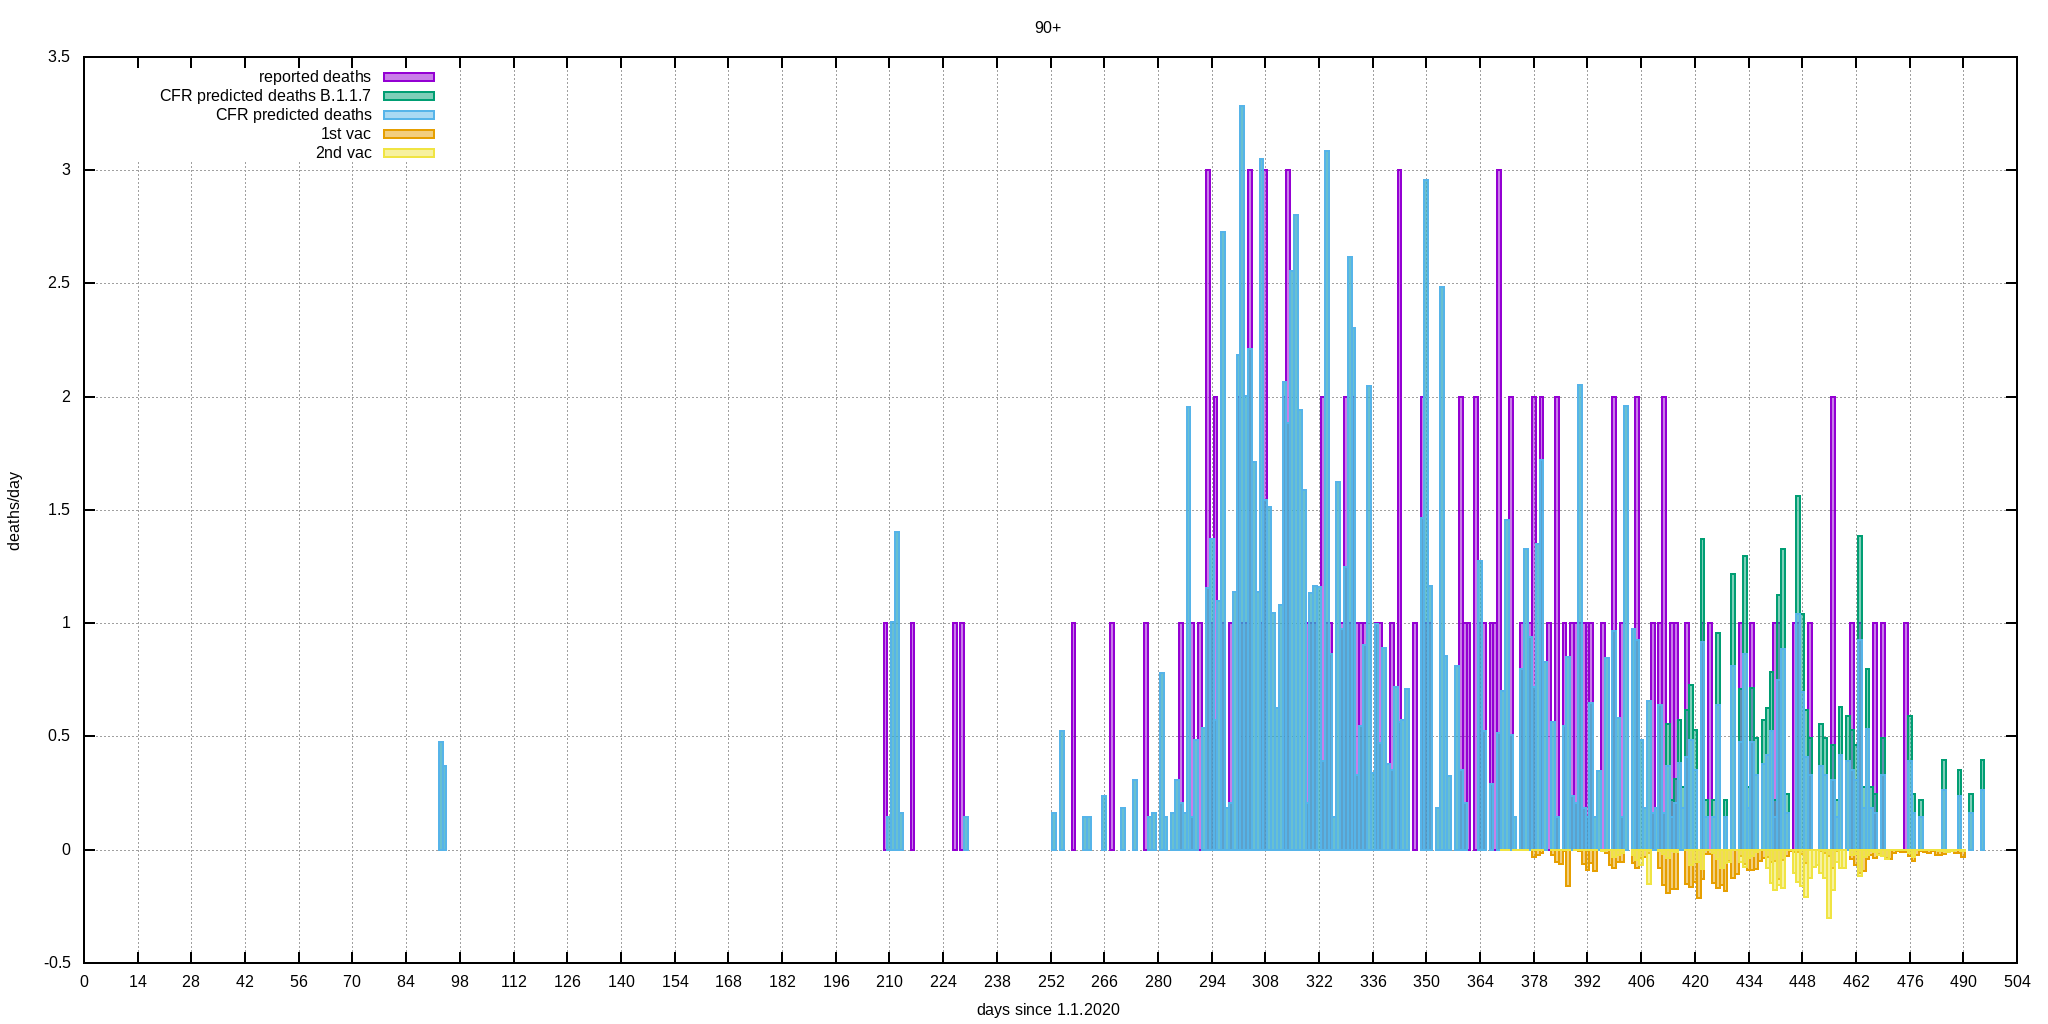 90+
3.5
3
2.5
2
1.5
1
0.5
0
-0.5
deaths/day
reported deaths
CFR predicted deaths B.1.1.7
CFR predicted deaths
1st vac
2nd vac
0 14 28 42 56 70 84 98 112 126 140 154 168 182 196 210 224 238 252 266 280 294 308 322 336 350 364 378 392 406 420 434 448 462 476 490 504
days since 1.1.2020